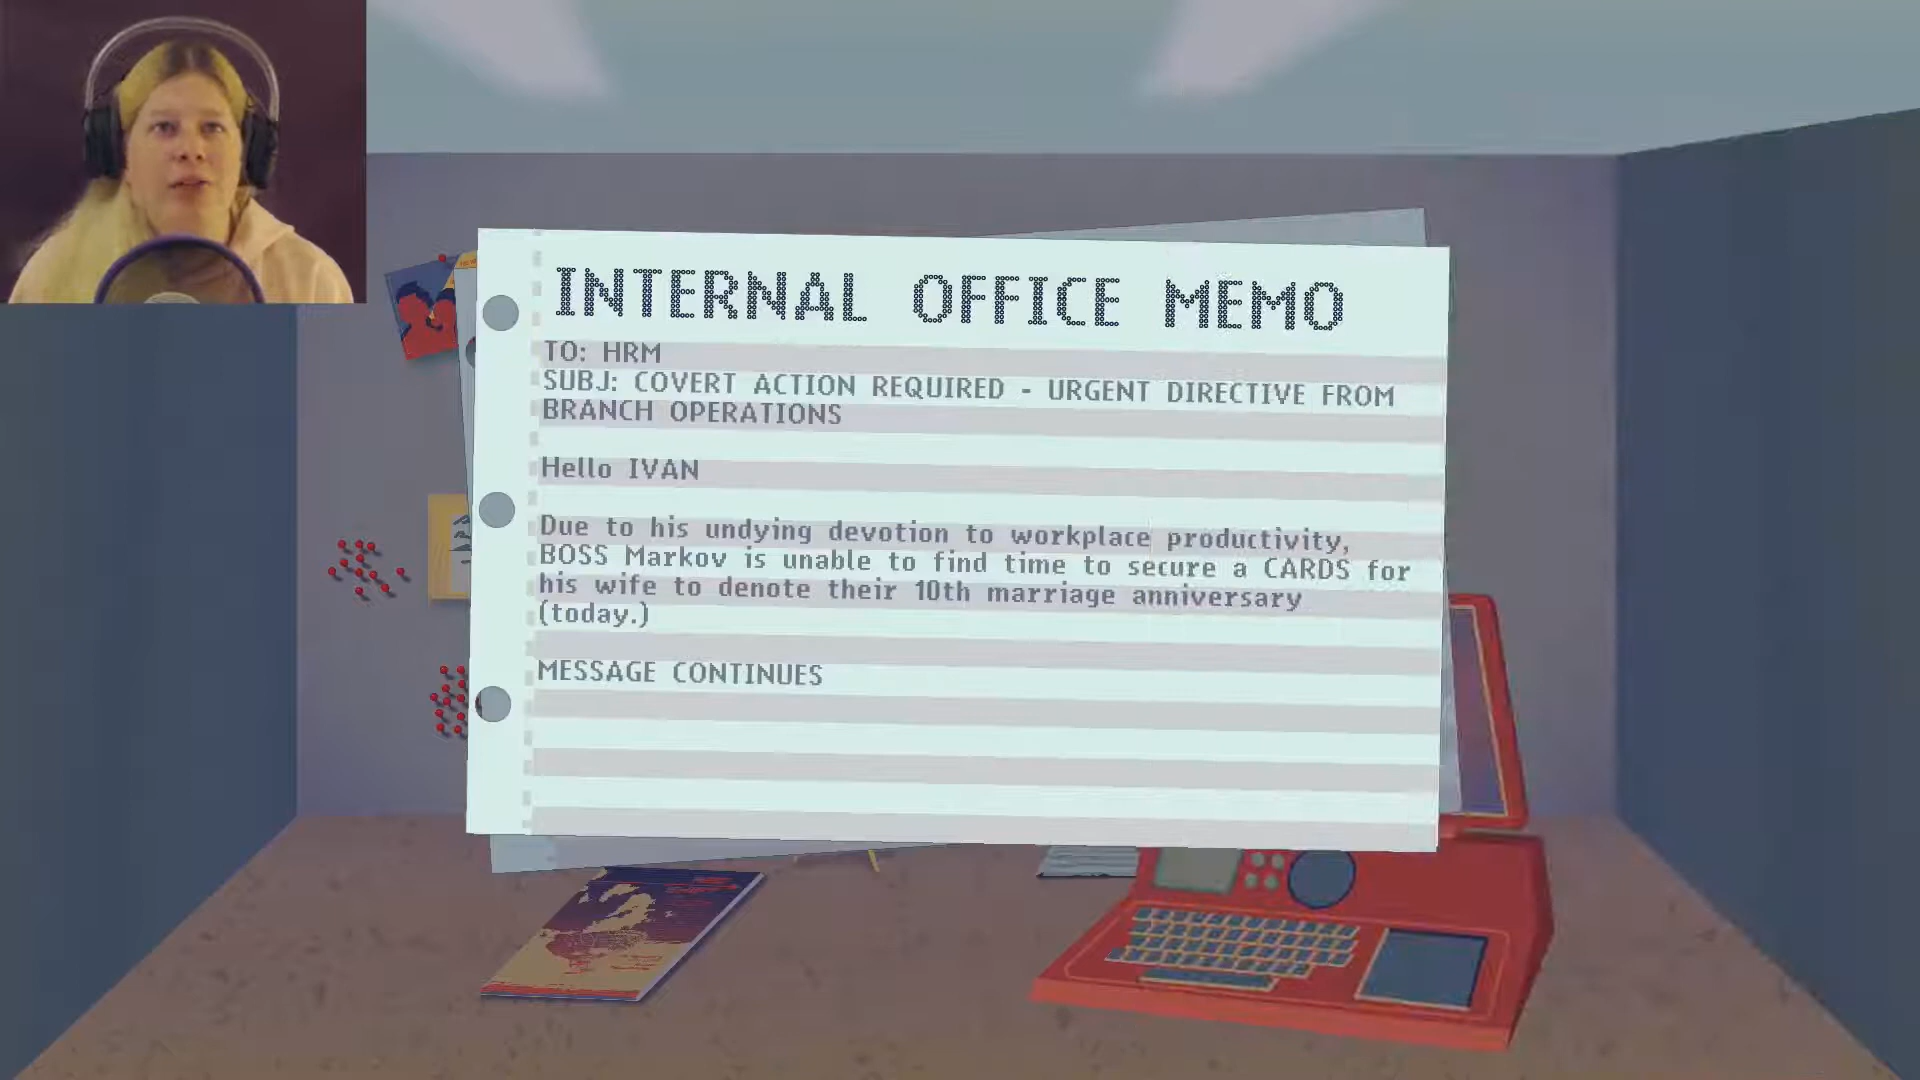 INTERNAL OFFICE MEMO
TO: HRM
SUBJ: COVERT ACTION REQUIRED - URGENT DIRECTIVE FROM
BRANCH OPERATIONS
Hello IVAN
Due to his undying devotion to workplace productivity,
BOSS Markov is unable to find time to secure a CARDS for
his wife to denote their 10th marriage anniversary
(today.)
MESSAGE CONTINUES